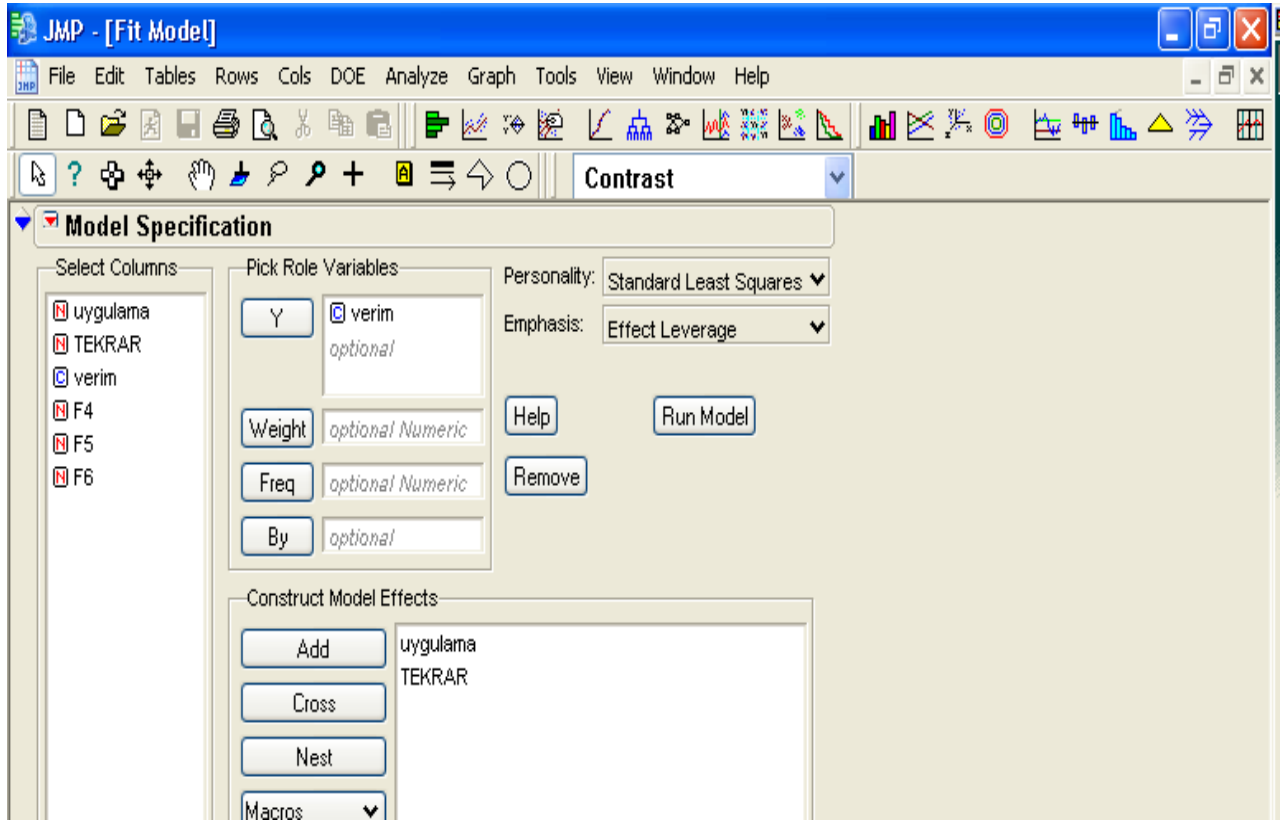 JMP - [Fit Model]
File Edit Tables Rows Cols DOE Analyze Graph Tools View Window Help
Contrast
Model Specification
Select Columns
uygulama
TEKRAR
verim
F4
F5
F6
Pick Role Variables
Y
verim
optional
Weight
optional Numeric
Freq
optional Numeric
By
optional
Personality:
Standard Least Squares
Emphasis:
Effect Leverage
Help
Run Model
Remove
Construct Model Effects
Add
Cross
Nest
Macros
uygulama
TEKRAR